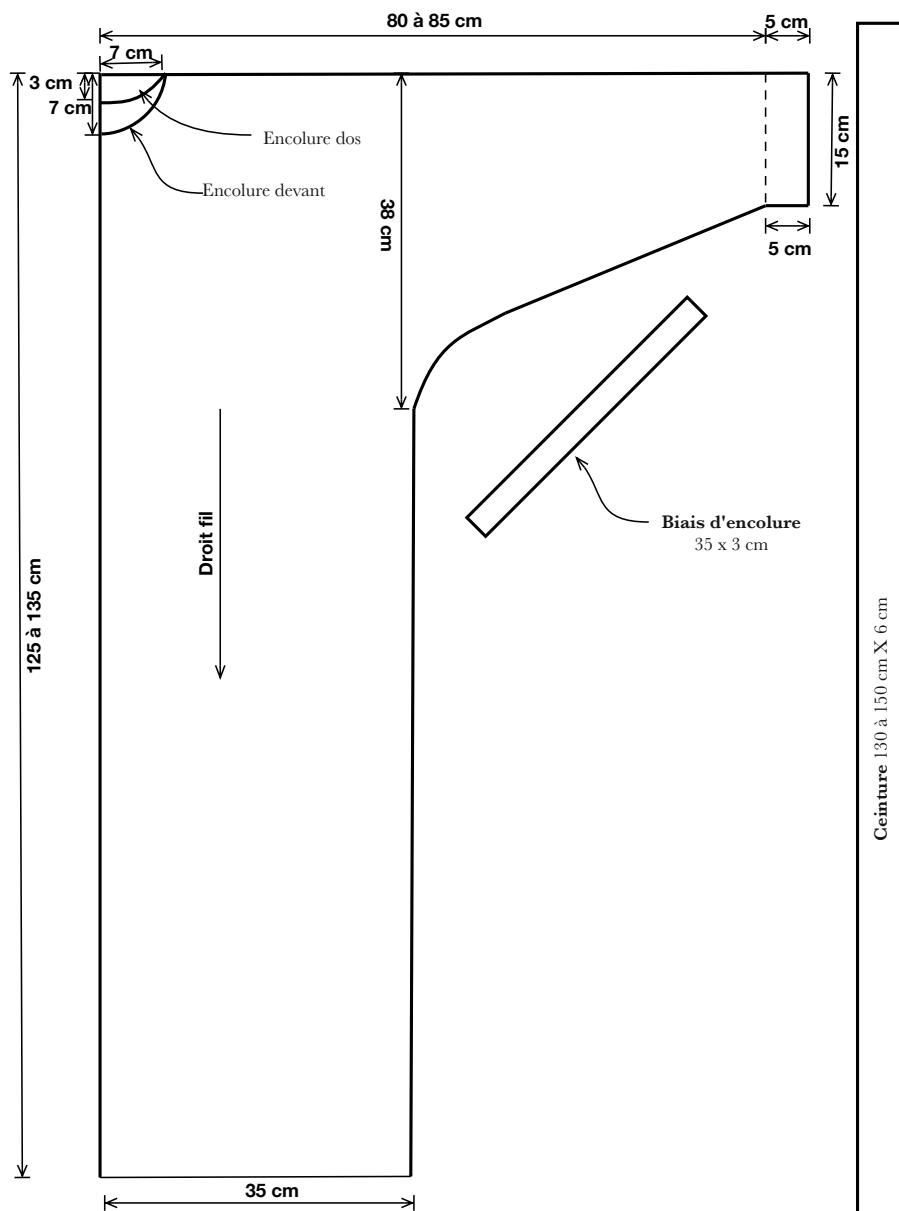 80 à 85 cm
5 cm
7 cm
3 cm
7 cm
Encolure dos
Encolure devant
38 cm
15 cm
5 cm
Droit fil
Biais d'encolure
35 x 3 cm
125 à 135 cm
Ceinture 130 à 150 cm X 6 cm
35 cm